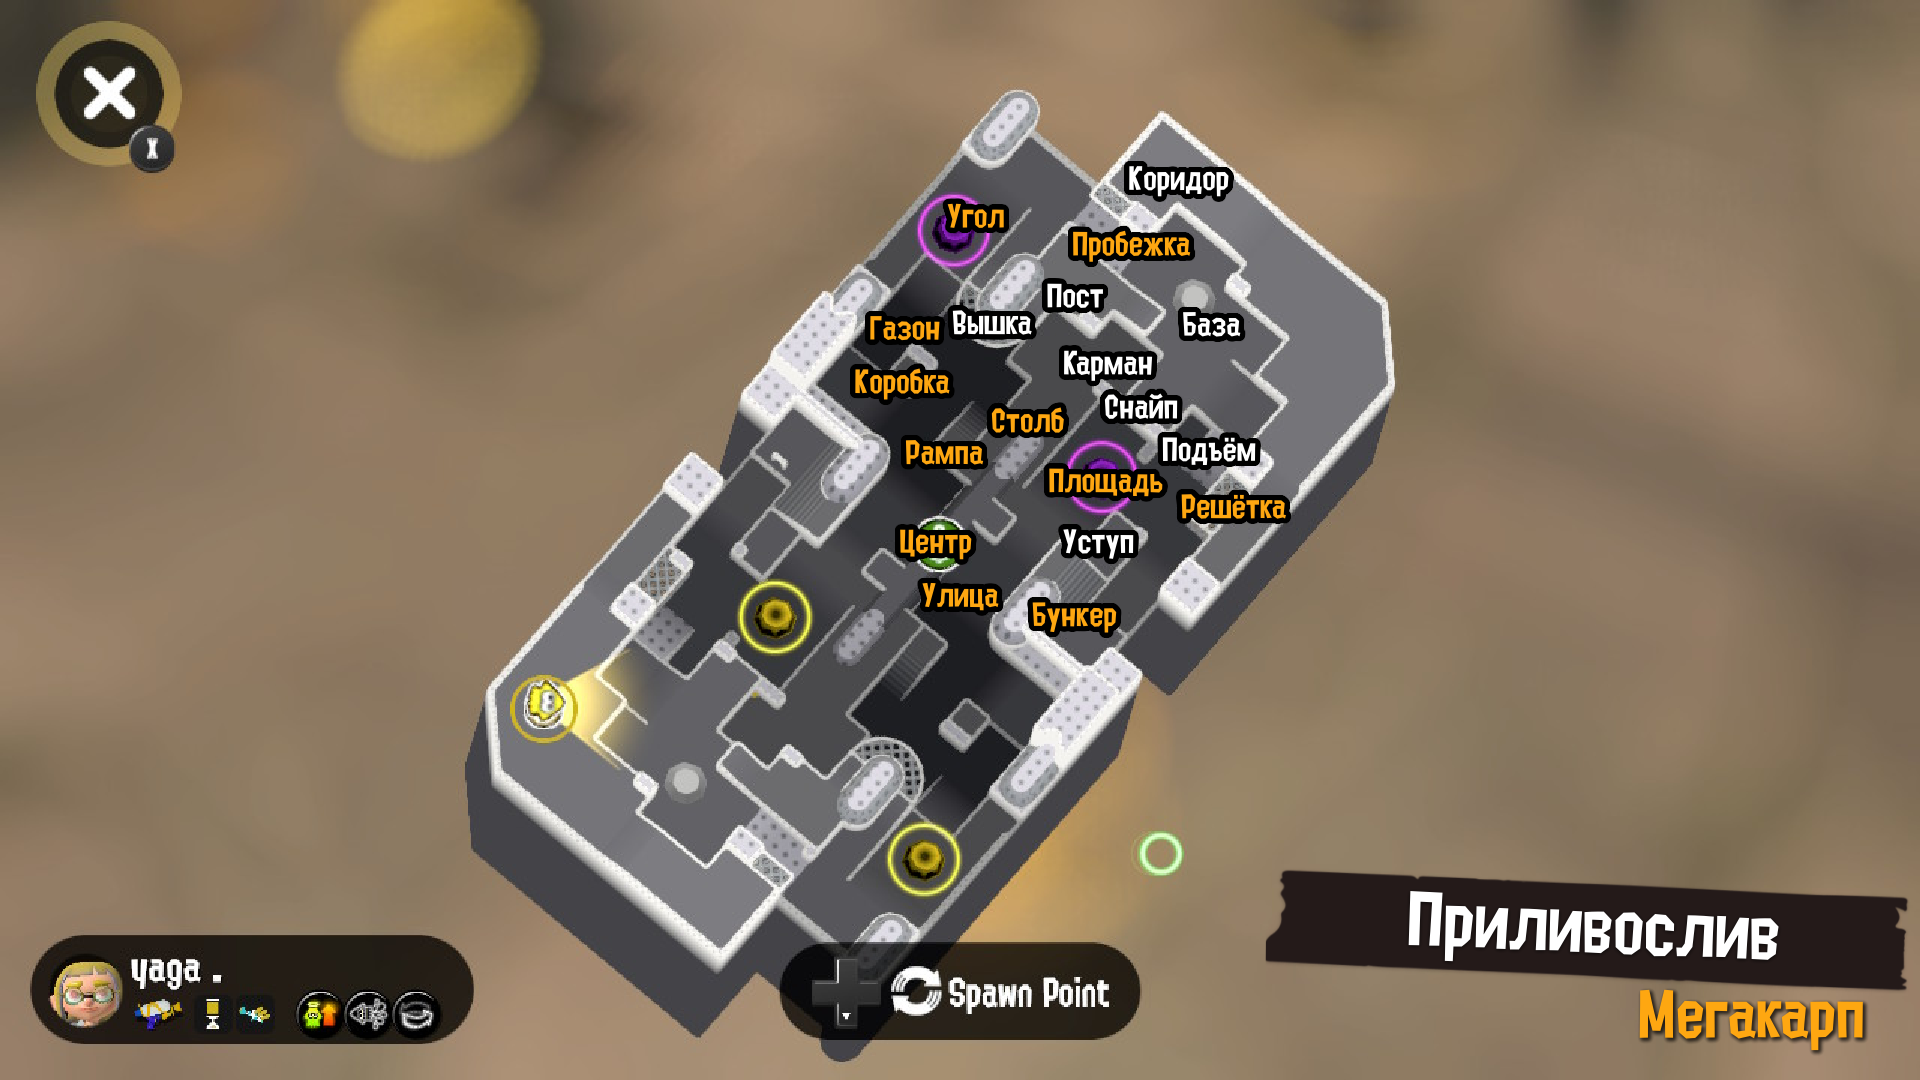 X
Коридор
Угол
Пробежка
Пост
Газон
Вышка
База
Карман
Коробка
Снайп
Столб
Рампа
Подъём
Площадь
Решётка
Центр
Уступ
Улица
Бункер
Приливослив
Мегакарп
yaga .
Spawn Point